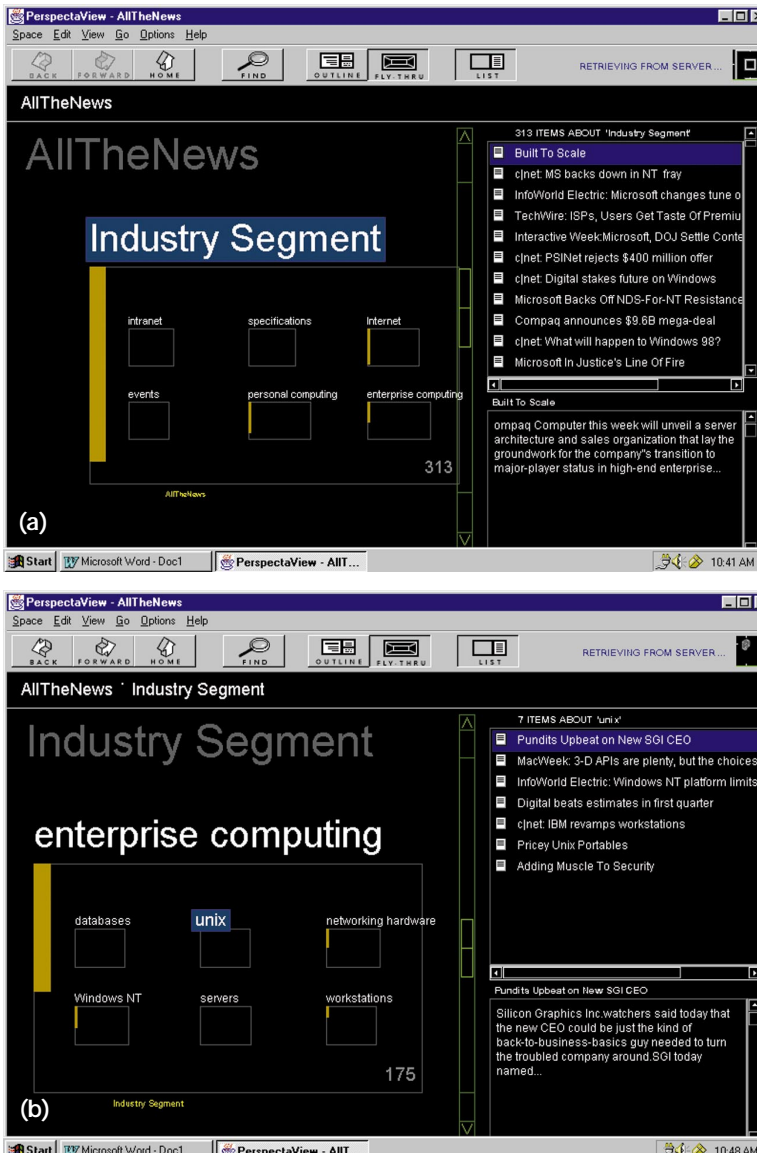 PerspectaView - AllTheNews
Space Edit View Go Options Help
BACK FORWARD HOME FIND OUTLINE FLY-THRU LIST RETRIEVING FROM SERVER...
AllTheNews
AllTheNews
Industry Segment
intranet specifications Internet
events personal computing enterprise computing
313
AllTheNews
313 ITEMS ABOUT 'Industry Segment'
Built To Scale
c|net: MS backs down in NT fray
InfoWorld Electric: Microsoft changes tune o
TechWire: ISPs, Users Get Taste Of Premiu
Interactive Week:Microsoft, DOJ Settle Conte
c|net: PSINet rejects $400 million offer
c|net: Digital stakes future on Windows
Microsoft Backs Off NDS-For-NT Resistance
Compaq announces $9.6B mega-deal
c|net: What will happen to Windows 98?
Microsoft In Justice's Line Of Fire
Built To Scale
ompaq Computer this week will unveil a server
architecture and sales organization that lay the
groundwork for the company"s transition to
major-player status in high-end enterprise...
(a)
Start Microsoft Word - Doc1 PerspectaView - AllT... 10:41 AM
PerspectaView - AllTheNews
Space Edit View Go Options Help
BACK FORWARD HOME FIND OUTLINE FLY-THRU LIST RETRIEVING FROM SERVER...
AllTheNews ˙ Industry Segment
Industry Segment
enterprise computing
databases unix networking hardware
Windows NT servers workstations
175
Industry Segment
7 ITEMS ABOUT 'unix'
Pundits Upbeat on New SGI CEO
MacWeek: 3-D APIs are plenty, but the choices
InfoWorld Electric: Windows NT platform limits
Digital beats estimates in first quarter
c|net: IBM revamps workstations
Pricey Unix Portables
Adding Muscle To Security
Pundits Upbeat on New SGI CEO
Silicon Graphics Inc.watchers said today that
the new CEO could be just the kind of
back-to-business-basics guy needed to turn
the troubled company around.SGI today
named...
(b)
Start Microsoft Word - Doc1 PerspectaView - AllT... 10:48 AM